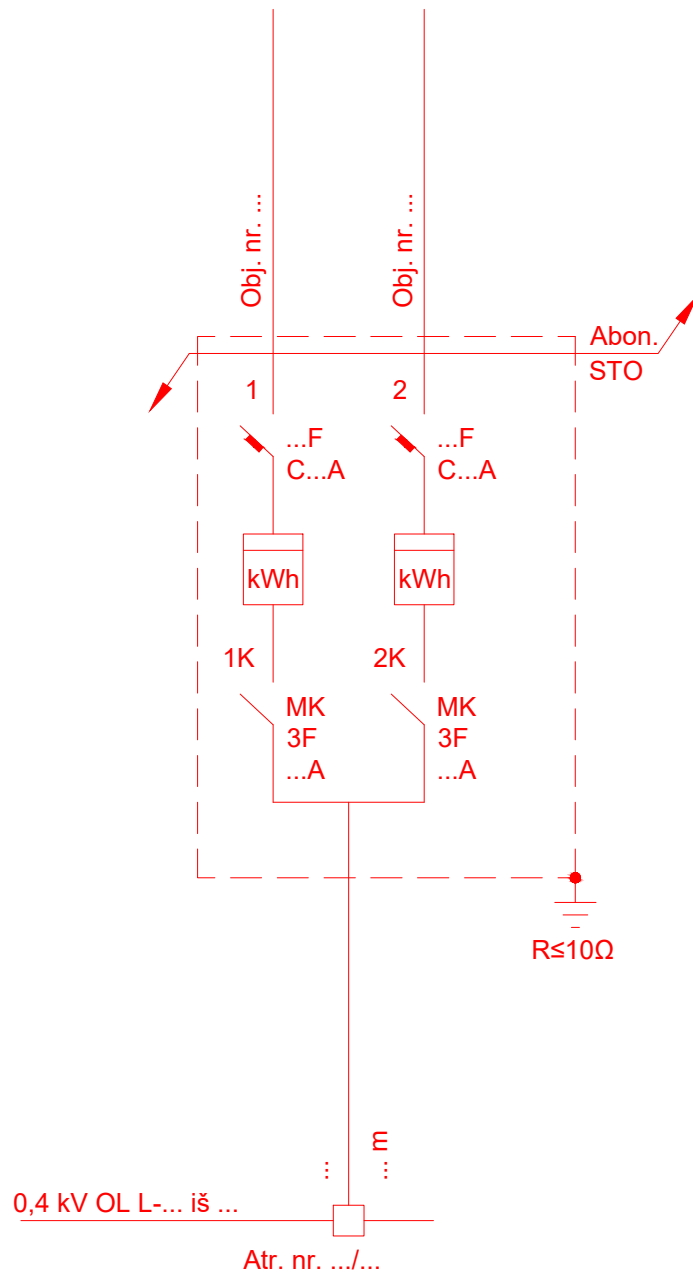 Obj. nr. ...
Obj. nr. ...
Abon.
STO
1
2
...F
C...A
...F
C...A
kWh
kWh
1K
2K
MK
3F
...A
MK
3F
...A
R≤10Ω
...
... m
0,4 kV OL L-... iš ...
Atr. nr. .../...